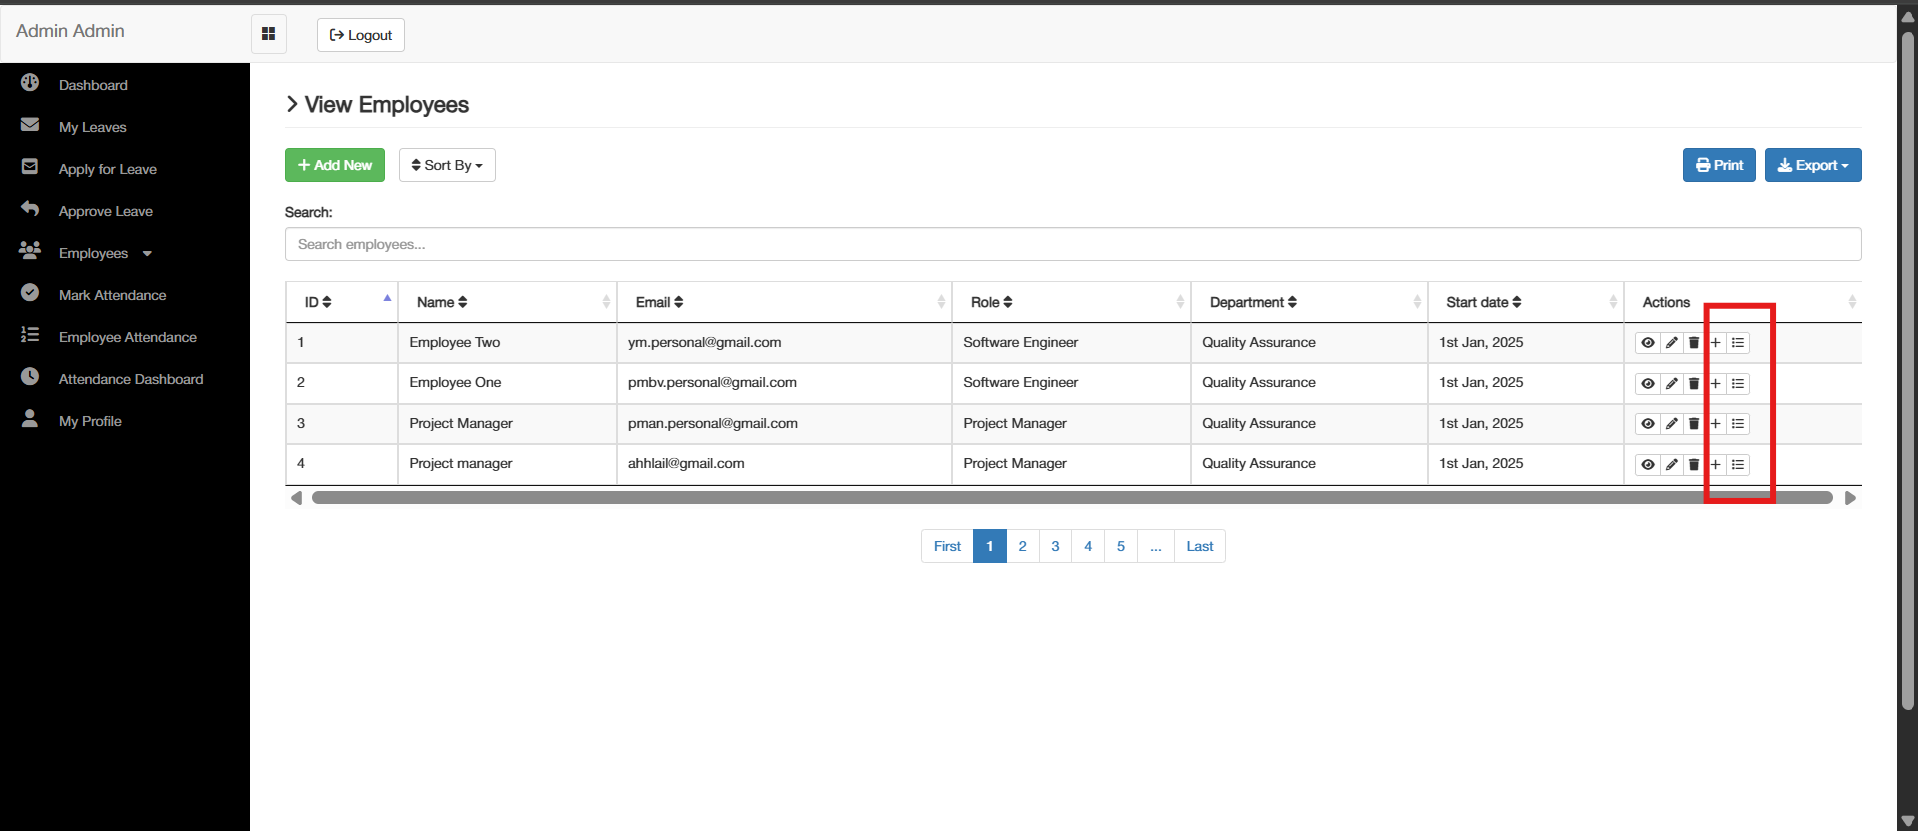 Admin Admin
Logout
Dashboard
My Leaves
Apply for Leave
Approve Leave
Employees
Mark Attendance
Employee Attendance
Attendance Dashboard
My Profile
View Employees
Add New
Sort By
Print
Export
Search:
Search employees...
ID Name Email Role Department Start date Actions
1 Employee Two ym.personal@gmail.com Software Engineer Quality Assurance 1st Jan, 2025
2 Employee One pmbv.personal@gmail.com Software Engineer Quality Assurance 1st Jan, 2025
3 Project Manager pman.personal@gmail.com Project Manager Quality Assurance 1st Jan, 2025
4 Project manager ahhlail@gmail.com Project Manager Quality Assurance 1st Jan, 2025
First 1 2 3 4 5 ... Last